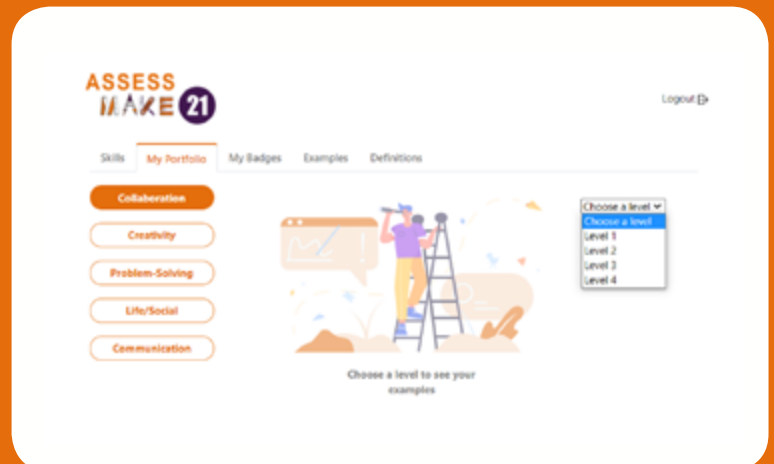 ASSESS
MAKE 21
Logout
Skills My Portfolio My Badges Examples Definitions
Collaboration
Choose a level
Choose a level
Creativity
Level 1
Level 2
Problem-Solving
Level 3
Level 4
Life/Social
Communication
Choose a level to see your
examples